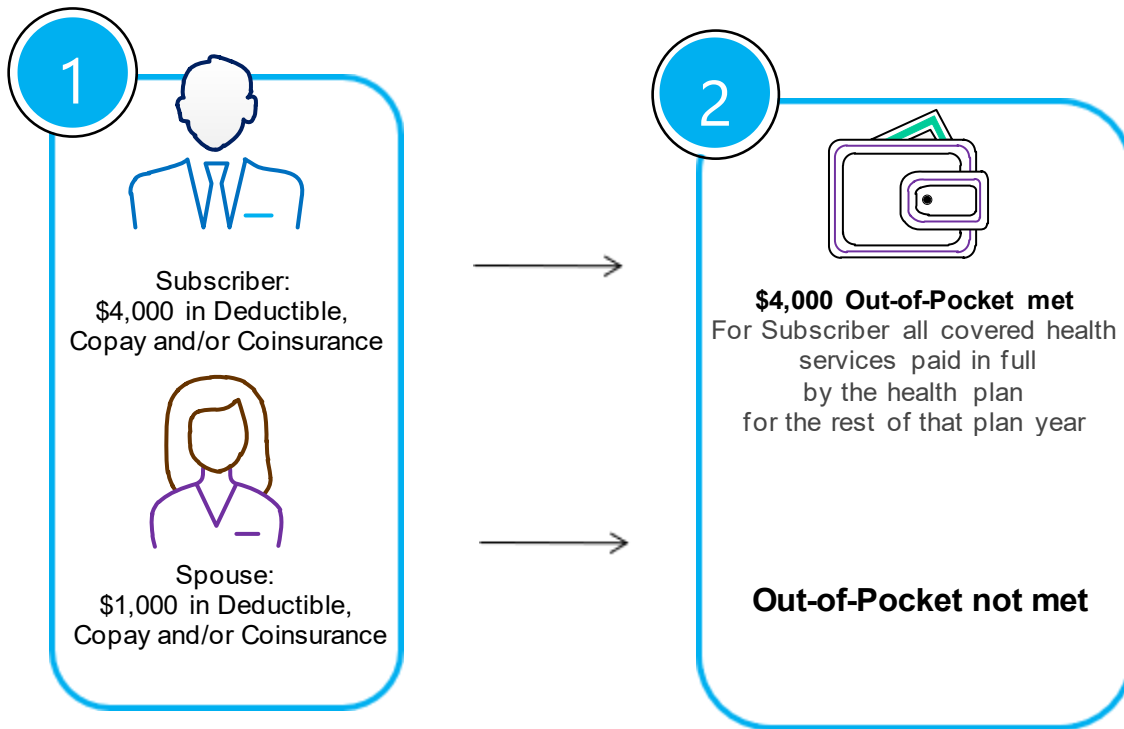 1
Subscriber:
$4,000 in Deductible,
Copay and/or Coinsurance
Spouse:
$1,000 in Deductible,
Copay and/or Coinsurance
2
$4,000 Out-of-Pocket met
For Subscriber all covered health
services paid in full
by the health plan
for the rest of that plan year
Out-of-Pocket not met